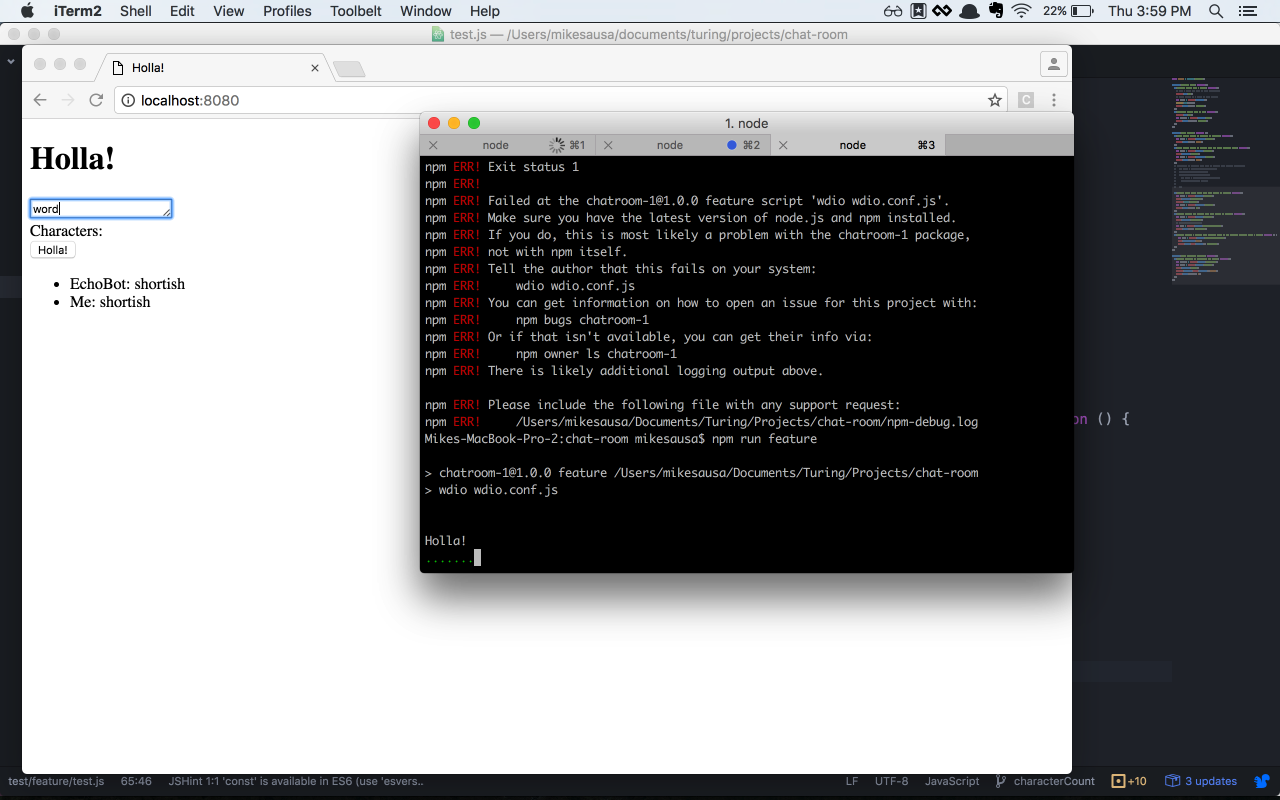 iTerm2 Shell Edit View Profiles Toolbelt Window Help 22% Thu 3:59 PM
test.js — /Users/mikesausa/documents/turing/projects/chat-room
Holla!
localhost:8080
Holla!
word
Characters:
Holla!
EchoBot: shortish
Me: shortish
1. node
node ⌘1 node ⌘2 node ⌘3
npm ERR! Exit status 1
npm ERR!
npm ERR! Failed at the chatroom-1@1.0.0 feature script 'wdio wdio.conf.js'.
npm ERR! Make sure you have the latest version of node.js and npm installed.
npm ERR! If you do, this is most likely a problem with the chatroom-1 package,
npm ERR! not with npm itself.
npm ERR! Tell the author that this fails on your system:
npm ERR!     wdio wdio.conf.js
npm ERR! You can get information on how to open an issue for this project with:
npm ERR!     npm bugs chatroom-1
npm ERR! Or if that isn't available, you can get their info via:
npm ERR!     npm owner ls chatroom-1
npm ERR! There is likely additional logging output above.
npm ERR! Please include the following file with any support request:
npm ERR!     /Users/mikesausa/Documents/Turing/Projects/chat-room/npm-debug.log
Mikes-MacBook-Pro-2:chat-room mikesausa$ npm run feature
> chatroom-1@1.0.0 feature /Users/mikesausa/Documents/Turing/Projects/chat-room
> wdio wdio.conf.js
Holla!
.......
on () {
test/feature/test.js 65:46 JSHint 1:1 'const' is available in ES6 (use 'esvers.. LF UTF-8 JavaScript characterCount +10 3 updates